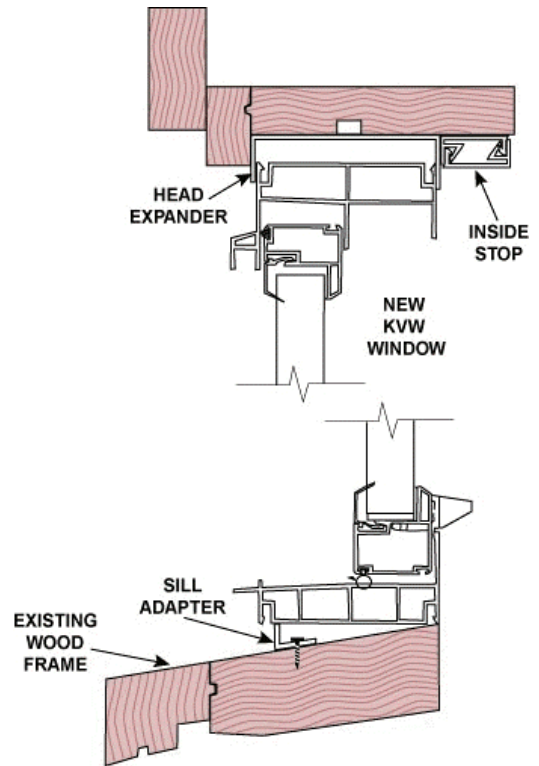 HEAD
EXPANDER
INSIDE
STOP
NEW
KVW
WINDOW
SILL
ADAPTER
EXISTING
WOOD
FRAME